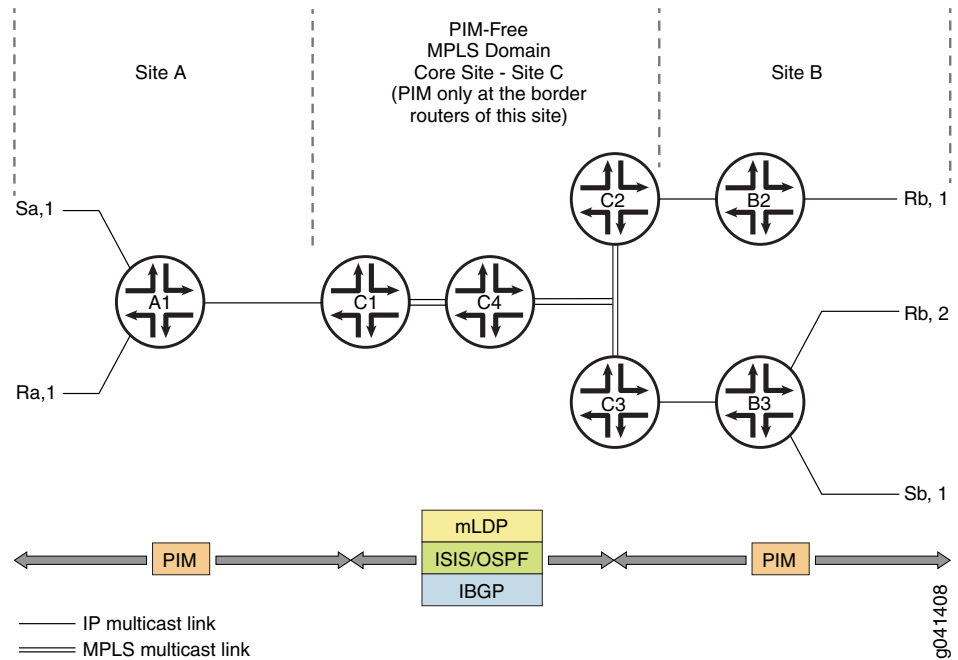 Site A
PIM-Free
MPLS Domain
Core Site - Site C
(PIM only at the border
routers of this site)
Site B
Sa,1
Ra,1
A1
C1
C4
C2
B2
Rb, 1
C3
B3
Rb, 2
Sb, 1
PIM
mLDP
ISIS/OSPF
IBGP
PIM
IP multicast link
MPLS multicast link
g041408